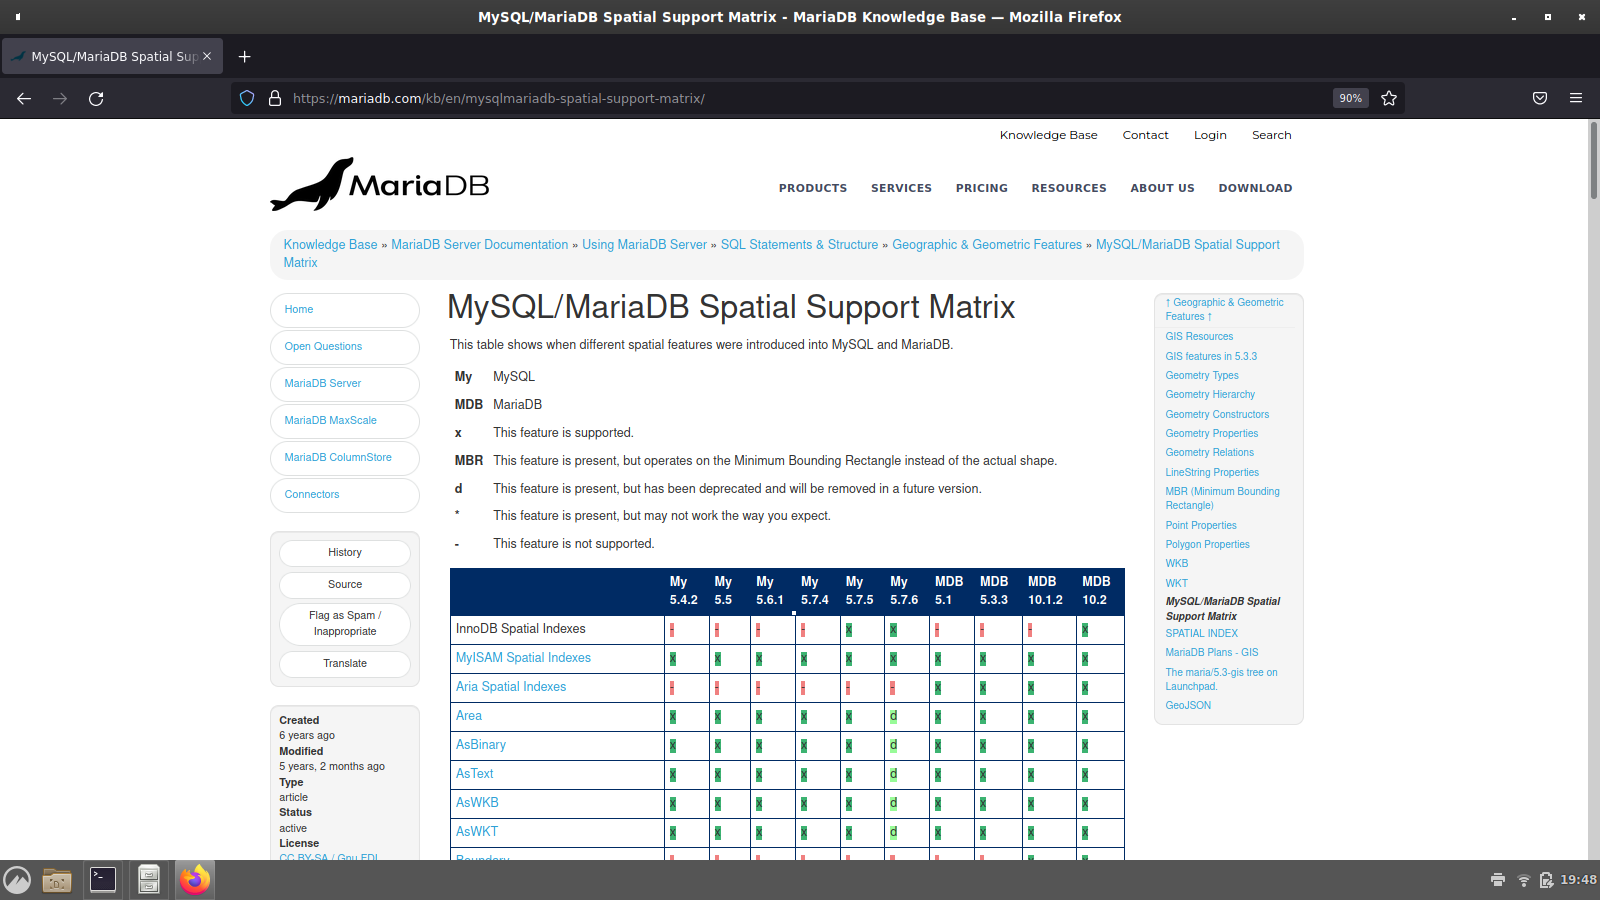 MySQL/MariaDB Spatial Support Matrix - MariaDB Knowledge Base — Mozilla Firefox
MySQL/MariaDB Spatial Sup
https://mariadb.com/kb/en/mysqlmariadb-spatial-support-matrix/
90%
Knowledge Base Contact Login Search
MariaDB
PRODUCTS SERVICES PRICING RESOURCES ABOUT US DOWNLOAD
Knowledge Base » MariaDB Server Documentation » Using MariaDB Server » SQL Statements & Structure » Geographic & Geometric Features » MySQL/MariaDB Spatial Support
Matrix
Home
Open Questions
MariaDB Server
MariaDB MaxScale
MariaDB ColumnStore
Connectors
History
Source
Flag as Spam /
Inappropriate
Translate
Created
6 years ago
Modified
5 years, 2 months ago
Type
article
Status
active
License
CC BY-SA / Gnu FDL
MySQL/MariaDB Spatial Support Matrix
This table shows when different spatial features were introduced into MySQL and MariaDB.
My MySQL
MDB MariaDB
x This feature is supported.
MBR This feature is present, but operates on the Minimum Bounding Rectangle instead of the actual shape.
d This feature is present, but has been deprecated and will be removed in a future version.
* This feature is present, but may not work the way you expect.
- This feature is not supported.
My My My My My My MDB MDB MDB MDB
5.4.2 5.5 5.6.1 5.7.4 5.7.5 5.7.6 5.1 5.3.3 10.1.2 10.2
InnoDB Spatial Indexes - - - - x x - - - x
MyISAM Spatial Indexes x x x x x x x x x x
Aria Spatial Indexes - - - - - - x x x x
Area x x x x x d x x x x
AsBinary x x x x x d x x x x
AsText x x x x x d x x x x
AsWKB x x x x x d x x x x
AsWKT x x x x x d x x x x
Boundary - - - - - - - - x x
↑ Geographic & Geometric
Features ↑
GIS Resources
GIS features in 5.3.3
Geometry Types
Geometry Hierarchy
Geometry Constructors
Geometry Properties
Geometry Relations
LineString Properties
MBR (Minimum Bounding
Rectangle)
Point Properties
Polygon Properties
WKB
WKT
MySQL/MariaDB Spatial
Support Matrix
SPATIAL INDEX
MariaDB Plans - GIS
The maria/5.3-gis tree on
Launchpad.
GeoJSON
19:48